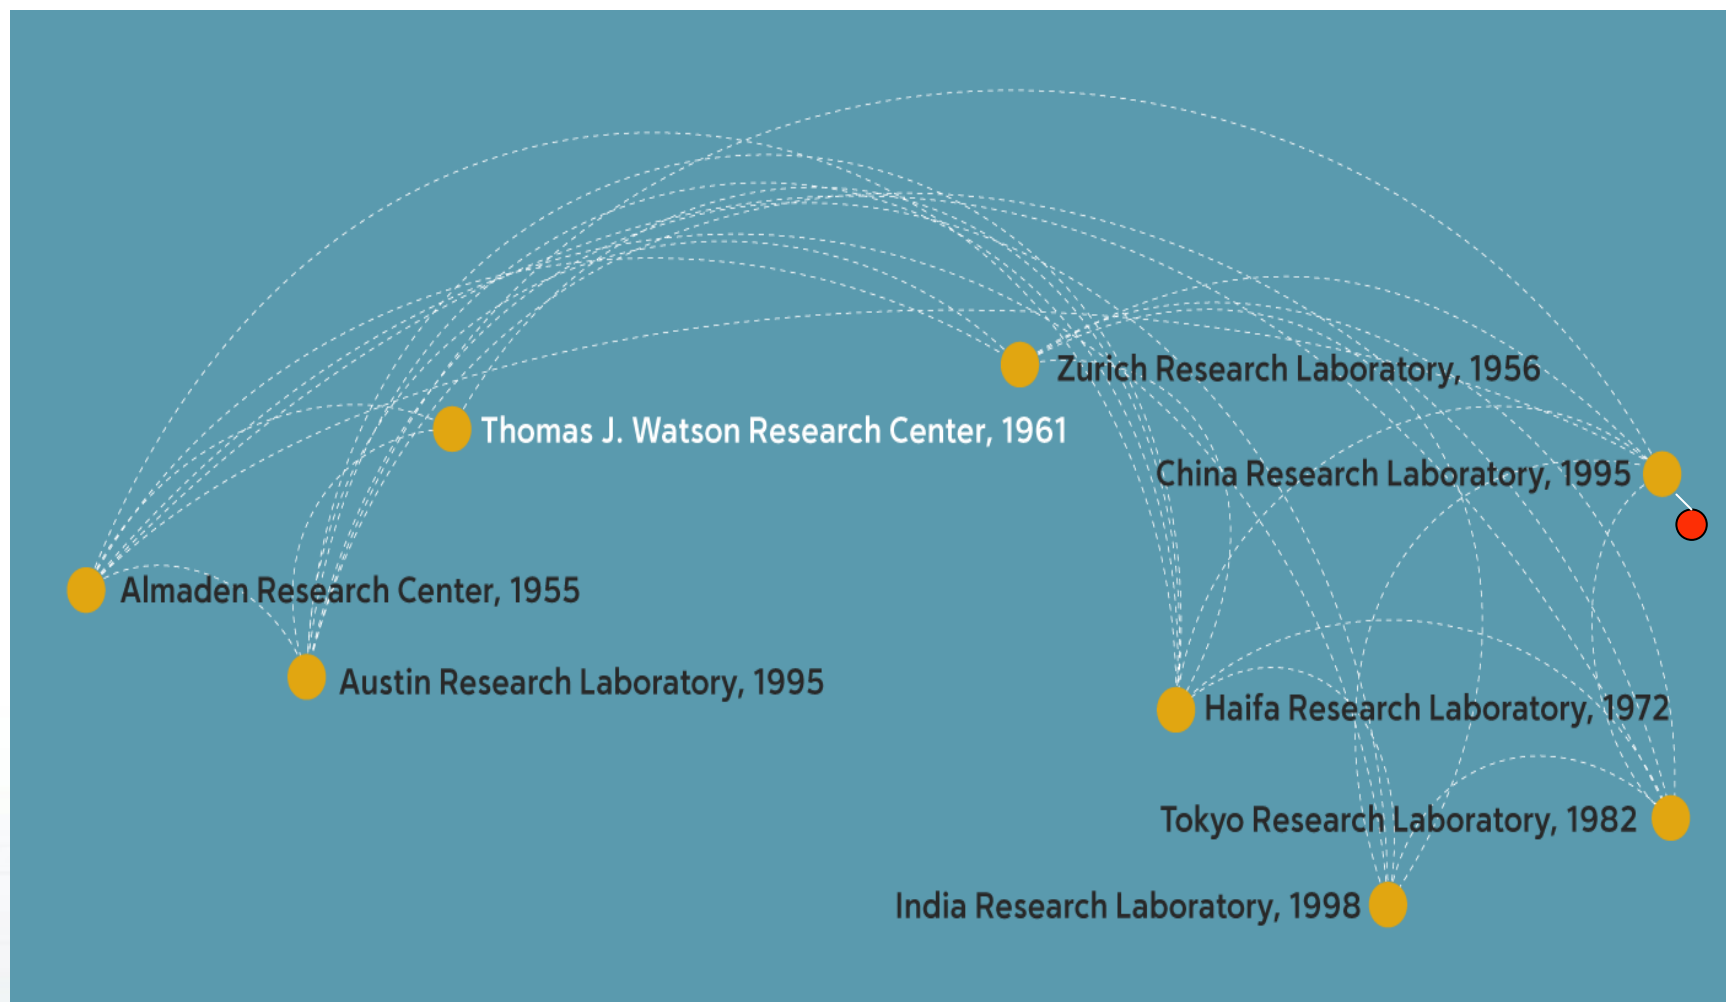 Zurich Research Laboratory, 1956
Thomas J. Watson Research Center, 1961
China Research Laboratory, 1995
Almaden Research Center, 1955
Austin Research Laboratory, 1995
Haifa Research Laboratory, 1972
Tokyo Research Laboratory, 1982
India Research Laboratory, 1998